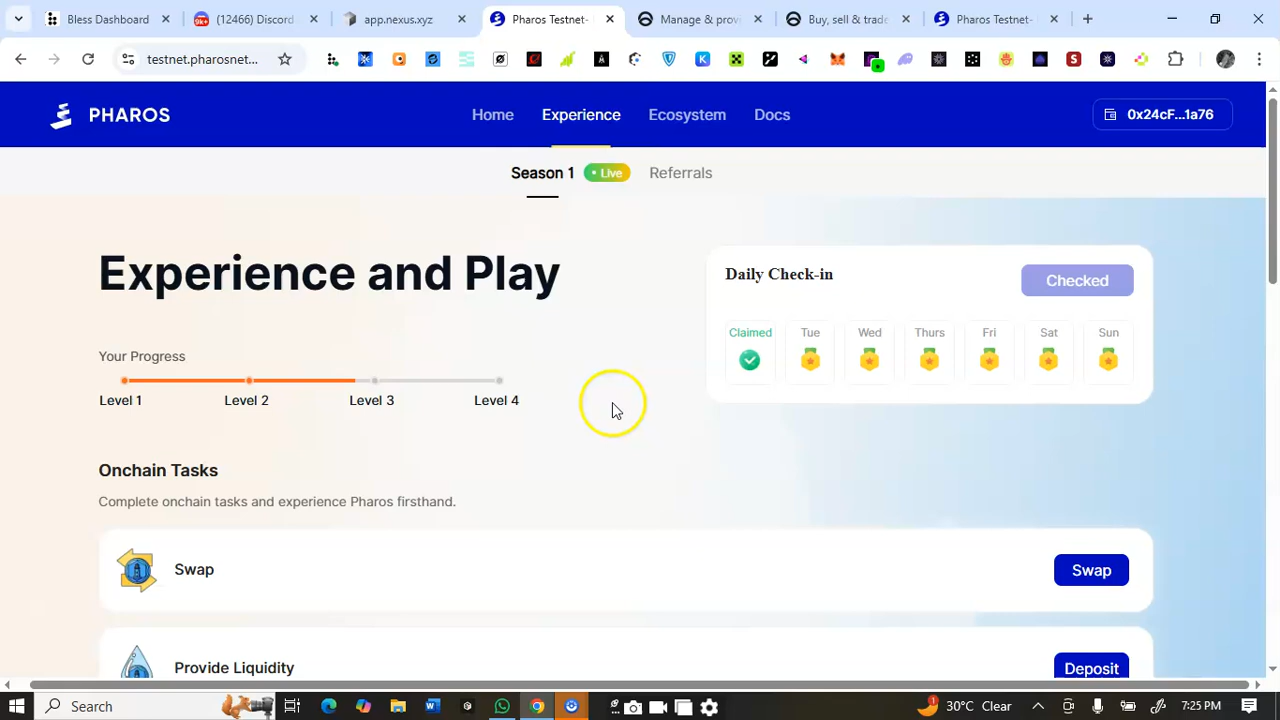 Bless Dashboard
(12466) Discord
app.nexus.xyz
Pharos Testnet-
Manage & prov
Buy, sell & trade
Pharos Testnet-
testnet.pharosnet...
PHAROS
Home
Experience
Ecosystem
Docs
0x24cF...1a76
Season 1
Live
Referrals
Experience and Play
Daily Check-in
Checked
Claimed
Tue
Wed
Thurs
Fri
Sat
Sun
Your Progress
Level 1
Level 2
Level 3
Level 4
Onchain Tasks
Complete onchain tasks and experience Pharos firsthand.
Swap
Swap
Provide Liquidity
Deposit
Search
1
30°C Clear
7:25 PM